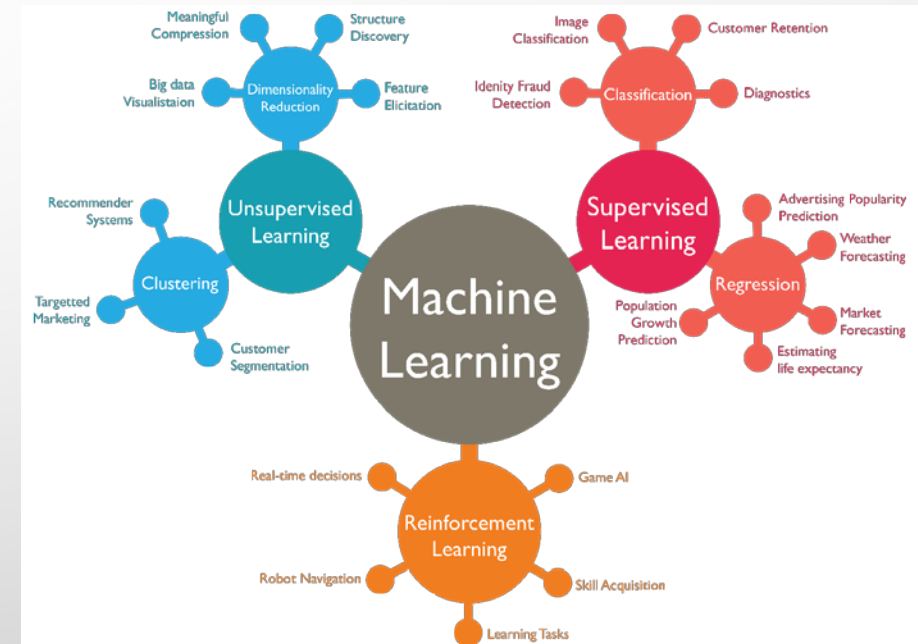 Meaningful
Compression
Structure
Discovery
Big data
Visualistaion
Dimensionality
Reduction
Feature
Elicitation
Image
Classification
Customer Retention
Idenity Fraud
Detection
Classification
Diagnostics
Recommender
Systems
Unsupervised
Learning
Clustering
Targetted
Marketing
Customer
Segmentation
Machine
Learning
Supervised
Learning
Advertising Popularity
Prediction
Weather
Forecasting
Regression
Population
Growth
Prediction
Market
Forecasting
Estimating
life expectancy
Real-time decisions
Game AI
Reinforcement
Learning
Robot Navigation
Skill Acquisition
Learning Tasks